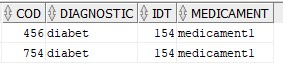 COD DIAGNOSTIC IDT MEDICAMENT
456 diabet 154 medicament1
754 diabet 154 medicament1